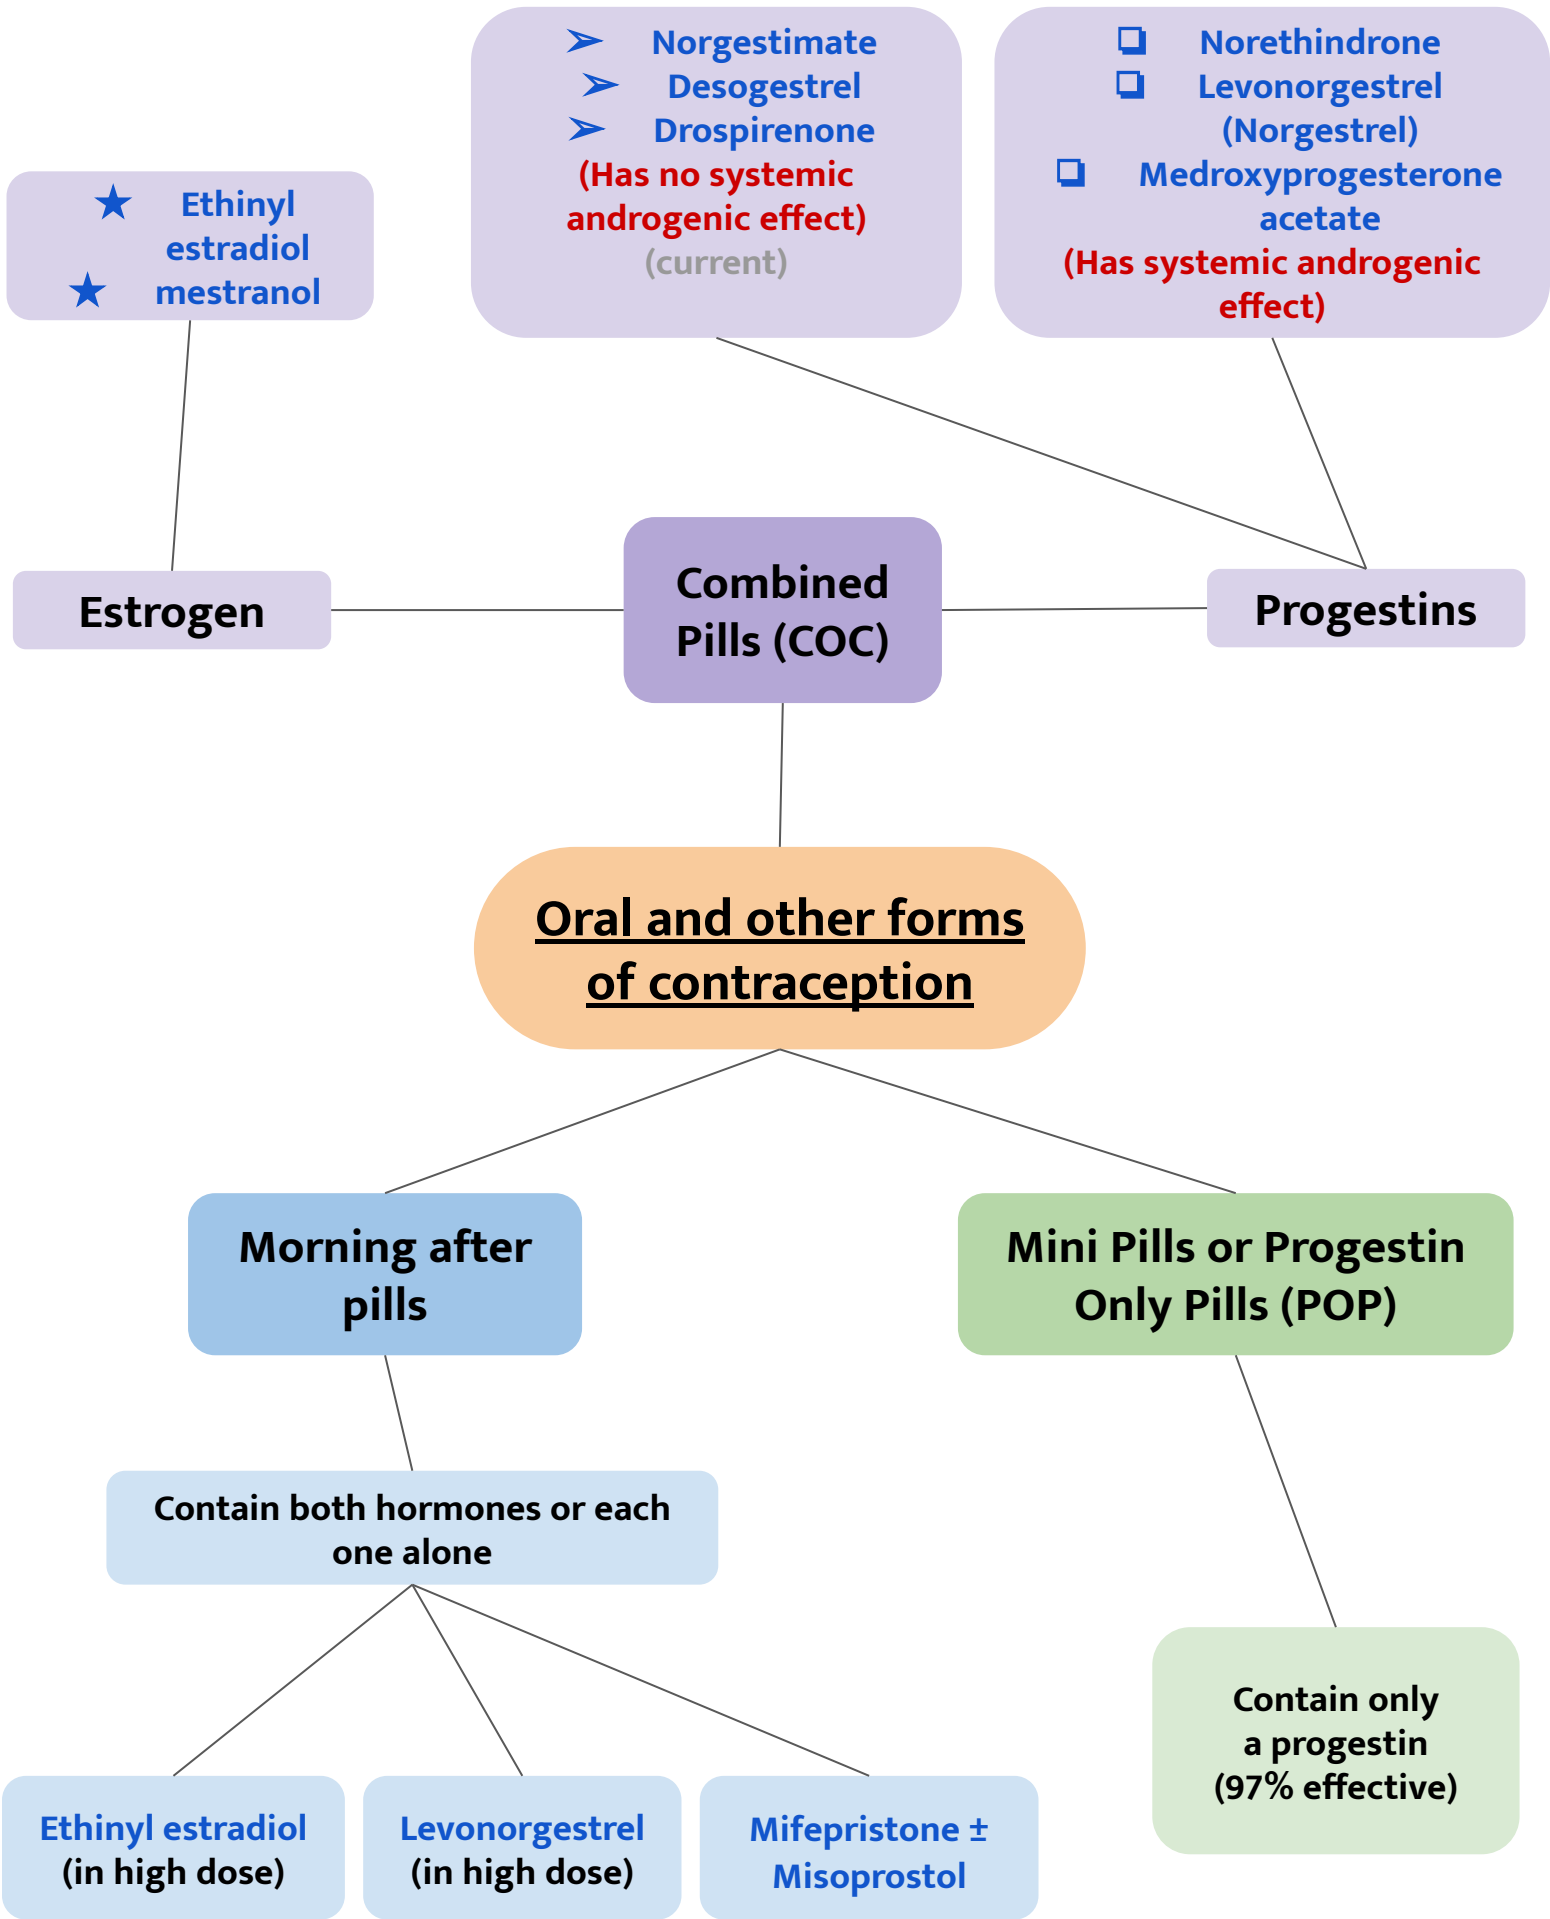 ➢ Norgestimate
➢ Desogestrel
➢ Drospirenone
(Has no systemic
androgenic effect)
(current)
❏ Norethindrone
❏ Levonorgestrel
(Norgestrel)
❏ Medroxyprogesterone
acetate
(Has systemic androgenic
effect)
★ Ethinyl
estradiol
★ mestranol
Estrogen
Combined
Pills (COC)
Progestins
Oral and other forms
of contraception
Morning after
pills
Mini Pills or Progestin
Only Pills (POP)
Contain both hormones or each
one alone
Contain only
a progestin
(97% effective)
Ethinyl estradiol
(in high dose)
Levonorgestrel
(in high dose)
Mifepristone ±
Misoprostol